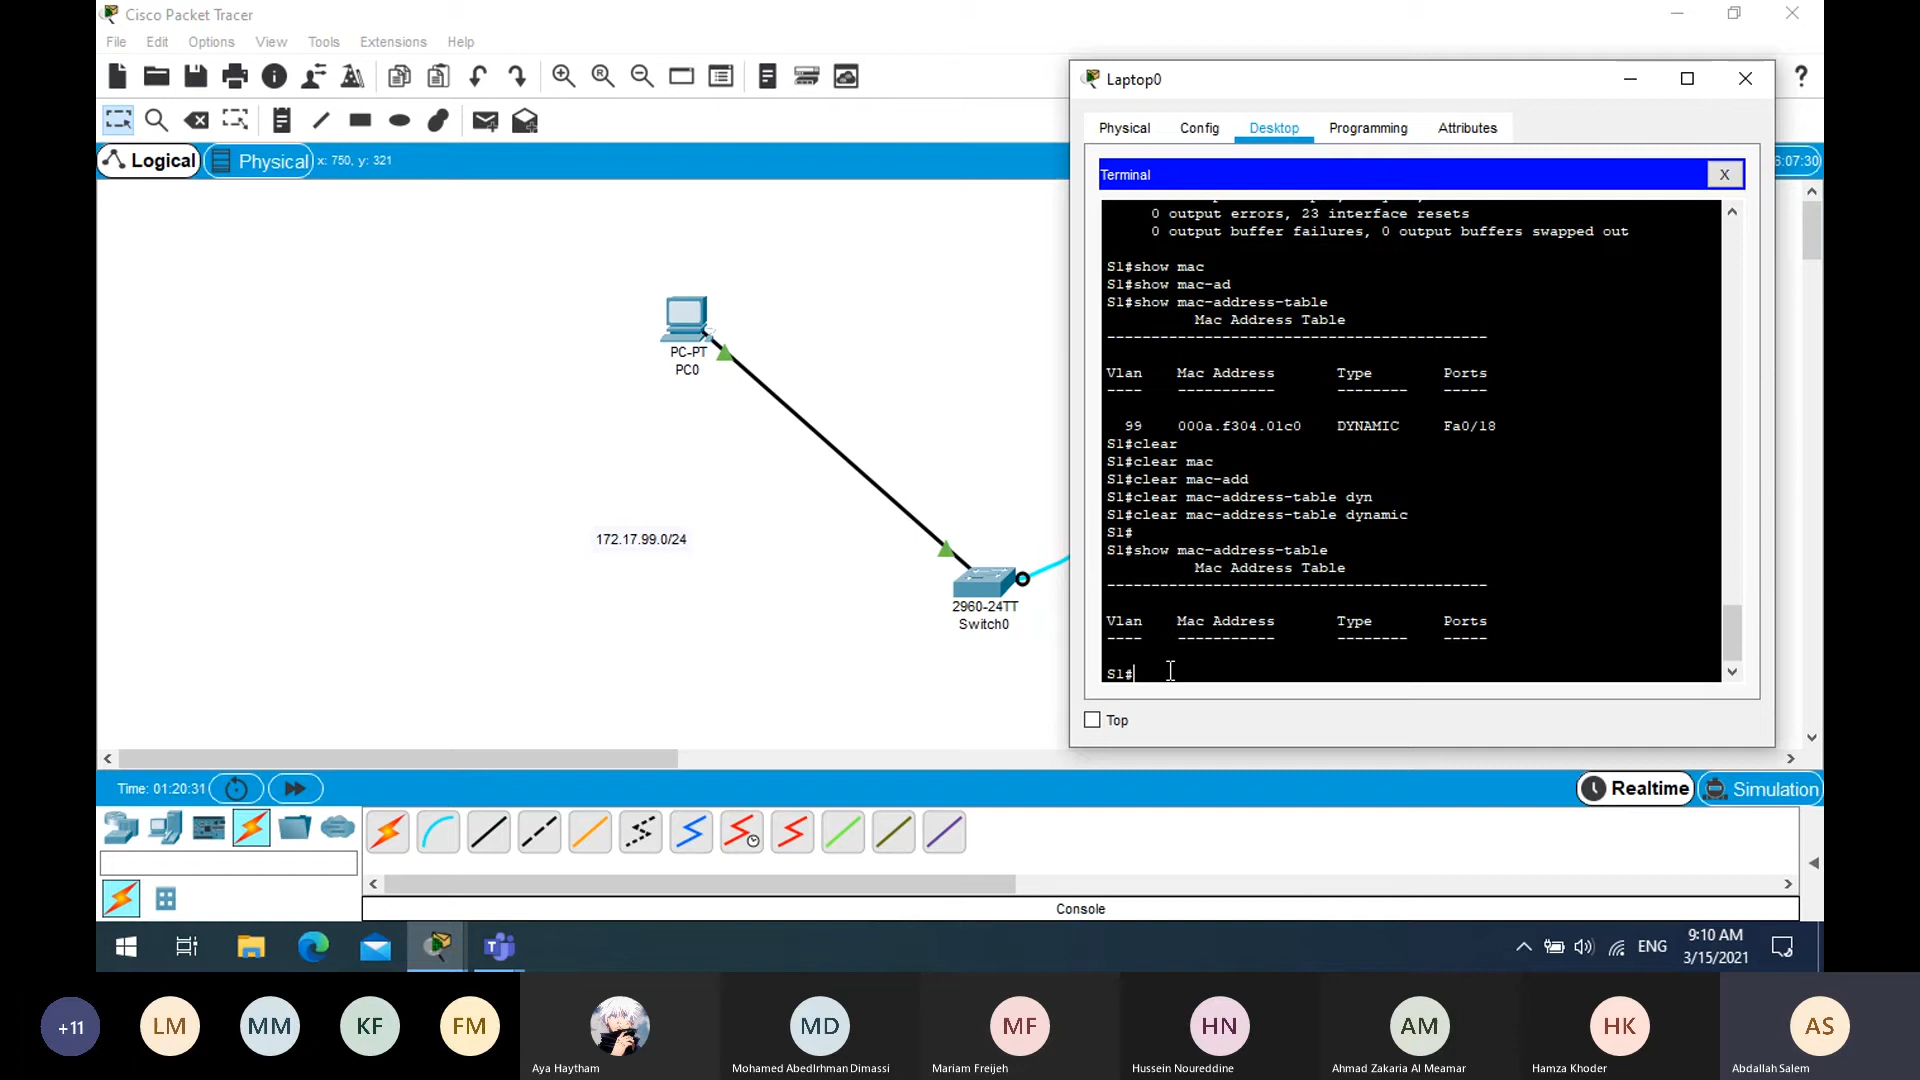 Cisco Packet Tracer
File Edit Options View Tools Extensions Help
Logical
Physical
x: 750, y: 321
PC-PT
PC0
172.17.99.0/24
2960-24TT
Switch0
Laptop0
Physical Config Desktop Programming Attributes
Terminal
X
0 output errors, 23 interface resets
0 output buffer failures, 0 output buffers swapped out
S1#show mac
S1#show mac-ad
S1#show mac-address-table
Mac Address Table
-------------------------------------------
Vlan Mac Address Type Ports
---- ----------- -------- -----
99 000a.f304.01c0 DYNAMIC Fa0/18
S1#clear
S1#clear mac
S1#clear mac-add
S1#clear mac-address-table dyn
S1#clear mac-address-table dynamic
S1#
S1#show mac-address-table
Mac Address Table
-------------------------------------------
Vlan Mac Address Type Ports
---- ----------- -------- -----
S1#
Top
?
6:07:30
Time: 01:20:31
Realtime
Simulation
Console
ENG
9:10 AM
3/15/2021
+11
LM
MM
KF
FM
Aya Haytham
MD
Mohamed AbedIrhman Dimassi
MF
Mariam Freijeh
HN
Hussein Noureddine
AM
Ahmad Zakaria Al Meamar
HK
Hamza Khoder
AS
Abdallah Salem